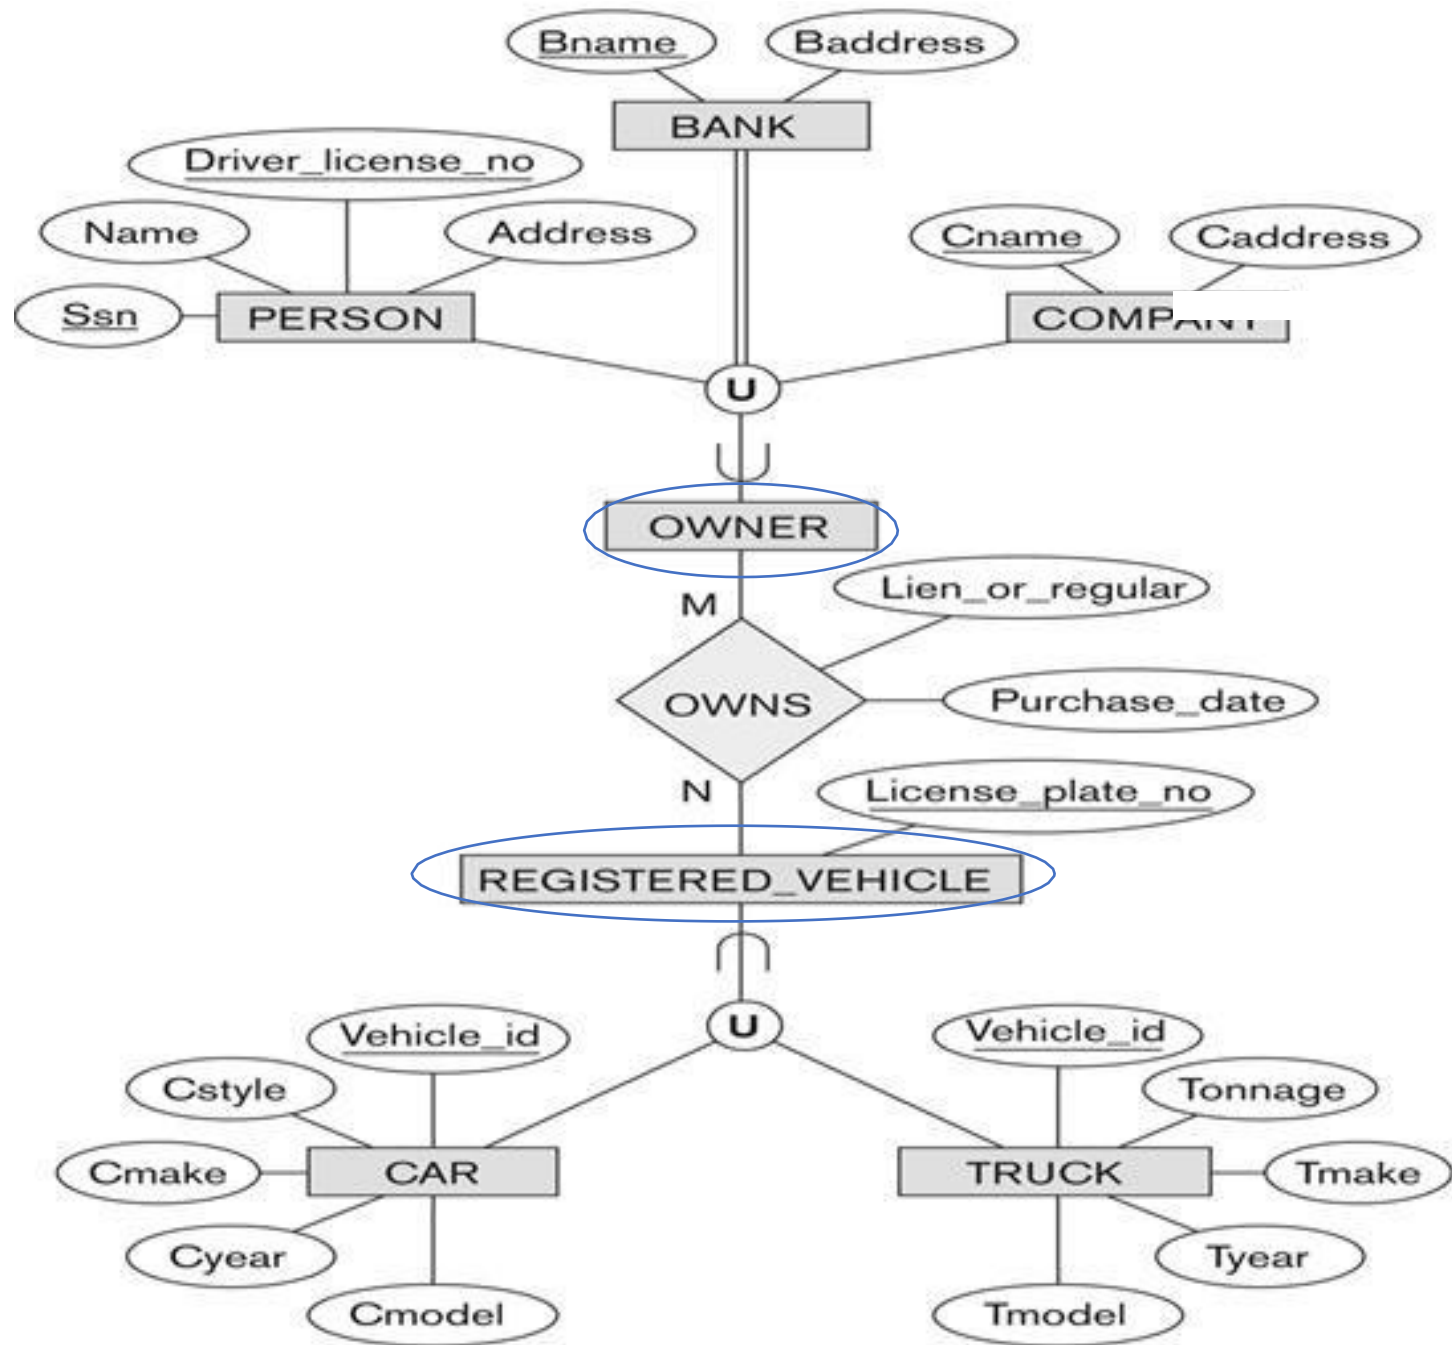 Bname
Baddress
BANK
Driver_license_no
Name
Address
Cname
Caddress
Ssn
PERSON
COMPANY
U
OWNER
M
Lien_or_regular
OWNS
Purchase_date
N
License_plate_no
REGISTERED_VEHICLE
U
Vehicle_id
Vehicle_id
Cstyle
Tonnage
Cmake
CAR
TRUCK
Tmake
Cyear
Tyear
Cmodel
Tmodel